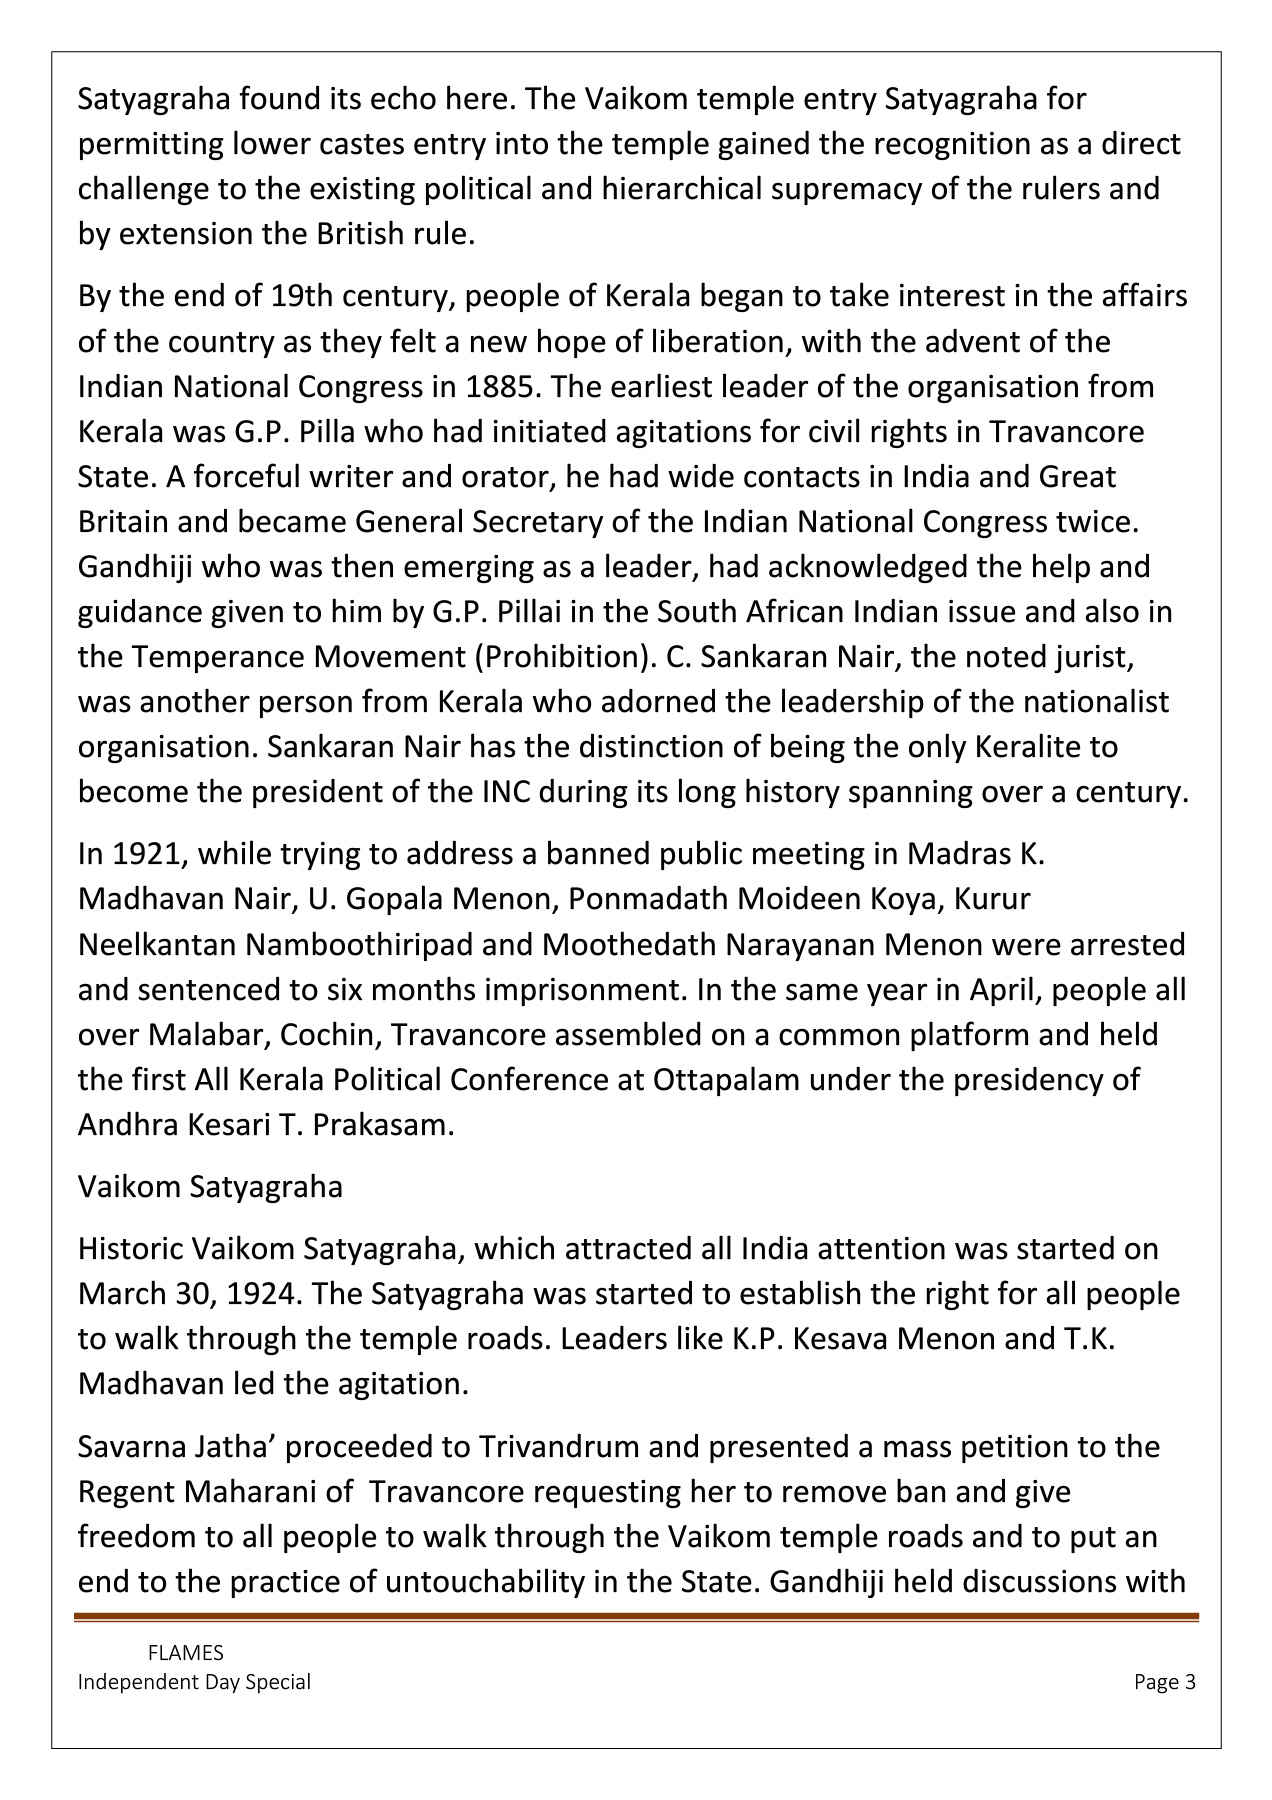 Satyagraha found its echo here. The Vaikom temple entry Satyagraha for
permitting lower castes entry into the temple gained the recognition as a direct
challenge to the existing political and hierarchical supremacy of the rulers and
by extension the British rule.
By the end of 19th century, people of Kerala began to take interest in the affairs
of the country as they felt a new hope of liberation, with the advent of the
Indian National Congress in 1885. The earliest leader of the organisation from
Kerala was G.P. Pilla who had initiated agitations for civil rights in Travancore
State. A forceful writer and orator, he had wide contacts in India and Great
Britain and became General Secretary of the Indian National Congress twice.
Gandhiji who was then emerging as a leader, had acknowledged the help and
guidance given to him by G.P. Pillai in the South African Indian issue and also in
the Temperance Movement (Prohibition). C. Sankaran Nair, the noted jurist,
was another person from Kerala who adorned the leadership of the nationalist
organisation. Sankaran Nair has the distinction of being the only Keralite to
become the president of the INC during its long history spanning over a century.
In 1921, while trying to address a banned public meeting in Madras K.
Madhavan Nair, U. Gopala Menon, Ponmadath Moideen Koya, Kurur
Neelkantan Namboothiripad and Moothedath Narayanan Menon were arrested
and sentenced to six months imprisonment. In the same year in April, people all
over Malabar, Cochin, Travancore assembled on a common platform and held
the first All Kerala Political Conference at Ottapalam under the presidency of
Andhra Kesari T. Prakasam.
Vaikom Satyagraha
Historic Vaikom Satyagraha, which attracted all India attention was started on
March 30, 1924. The Satyagraha was started to establish the right for all people
to walk through the temple roads. Leaders like K.P. Kesava Menon and T.K.
Madhavan led the agitation.
Savarna Jatha’ proceeded to Trivandrum and presented a mass petition to the
Regent Maharani of  Travancore requesting her to remove ban and give
freedom to all people to walk through the Vaikom temple roads and to put an
end to the practice of untouchability in the State. Gandhiji held discussions with
FLAMES
Independent Day Special
Page 3